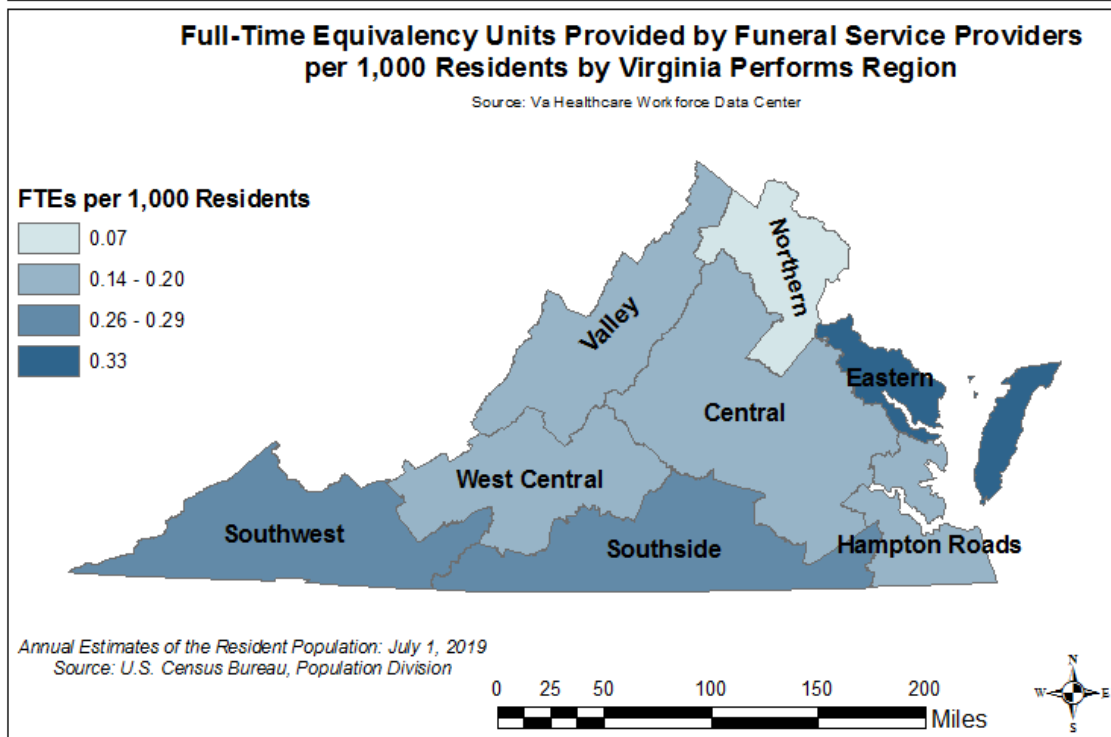 Full-Time Equivalency Units Provided by Funeral Service Providers
per 1,000 Residents by Virginia Performs Region
Source: Va Healthcare Workforce Data Center
FTEs per 1,000 Residents
0.07
0.14 - 0.20
0.26 - 0.29
0.33
Northern
Valley
Eastern
Central
West Central
Southwest
Southside
Hampton Roads
Annual Estimates of the Resident Population: July 1, 2019
Source: U.S. Census Bureau, Population Division
0 25 50 100 150 200
Miles
N
W E
S